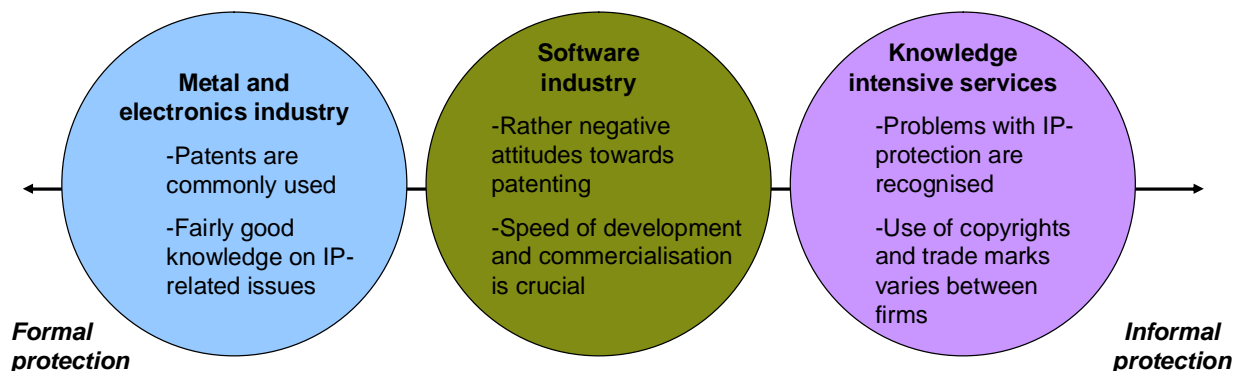 Metal and
electronics industry
-Patents are
commonly used
-Fairly good
knowledge on IP-
related issues
Software
industry
-Rather negative
attitudes towards
patenting
-Speed of development
and commercialisation
is crucial
Knowledge
intensive services
-Problems with IP-
protection are
recognised
-Use of copyrights
and trade marks
varies between
firms
Formal
protection
Informal
protection